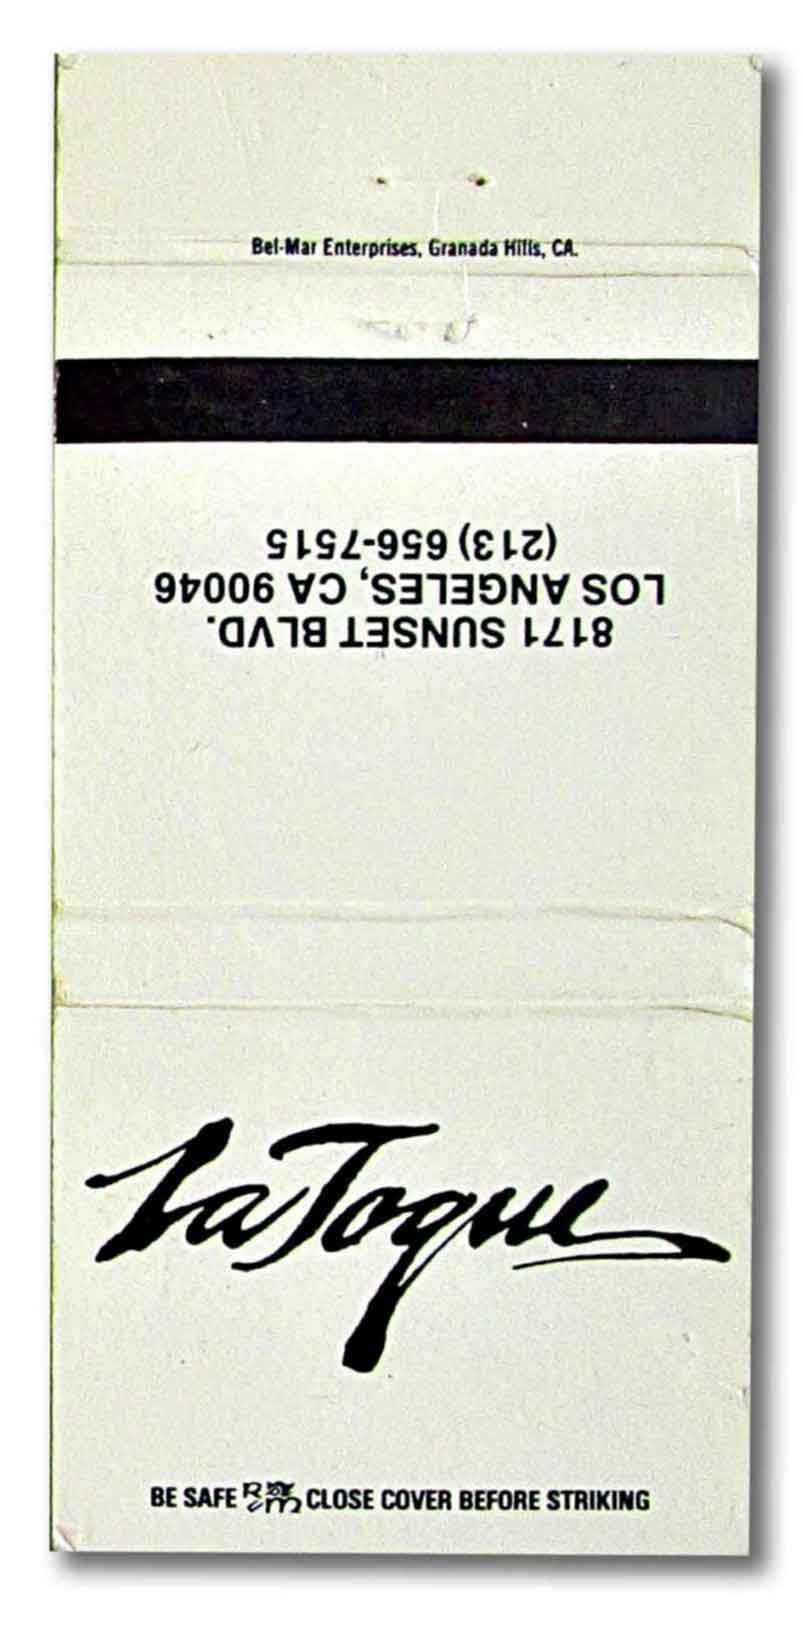 Bel-Mar Enterprises, Granada Hills, CA.
8171 SUNSET BLVD.
LOS ANGELES, CA 90046
(213) 656-7515
La Toque
BE SAFE CLOSE COVER BEFORE STRIKING